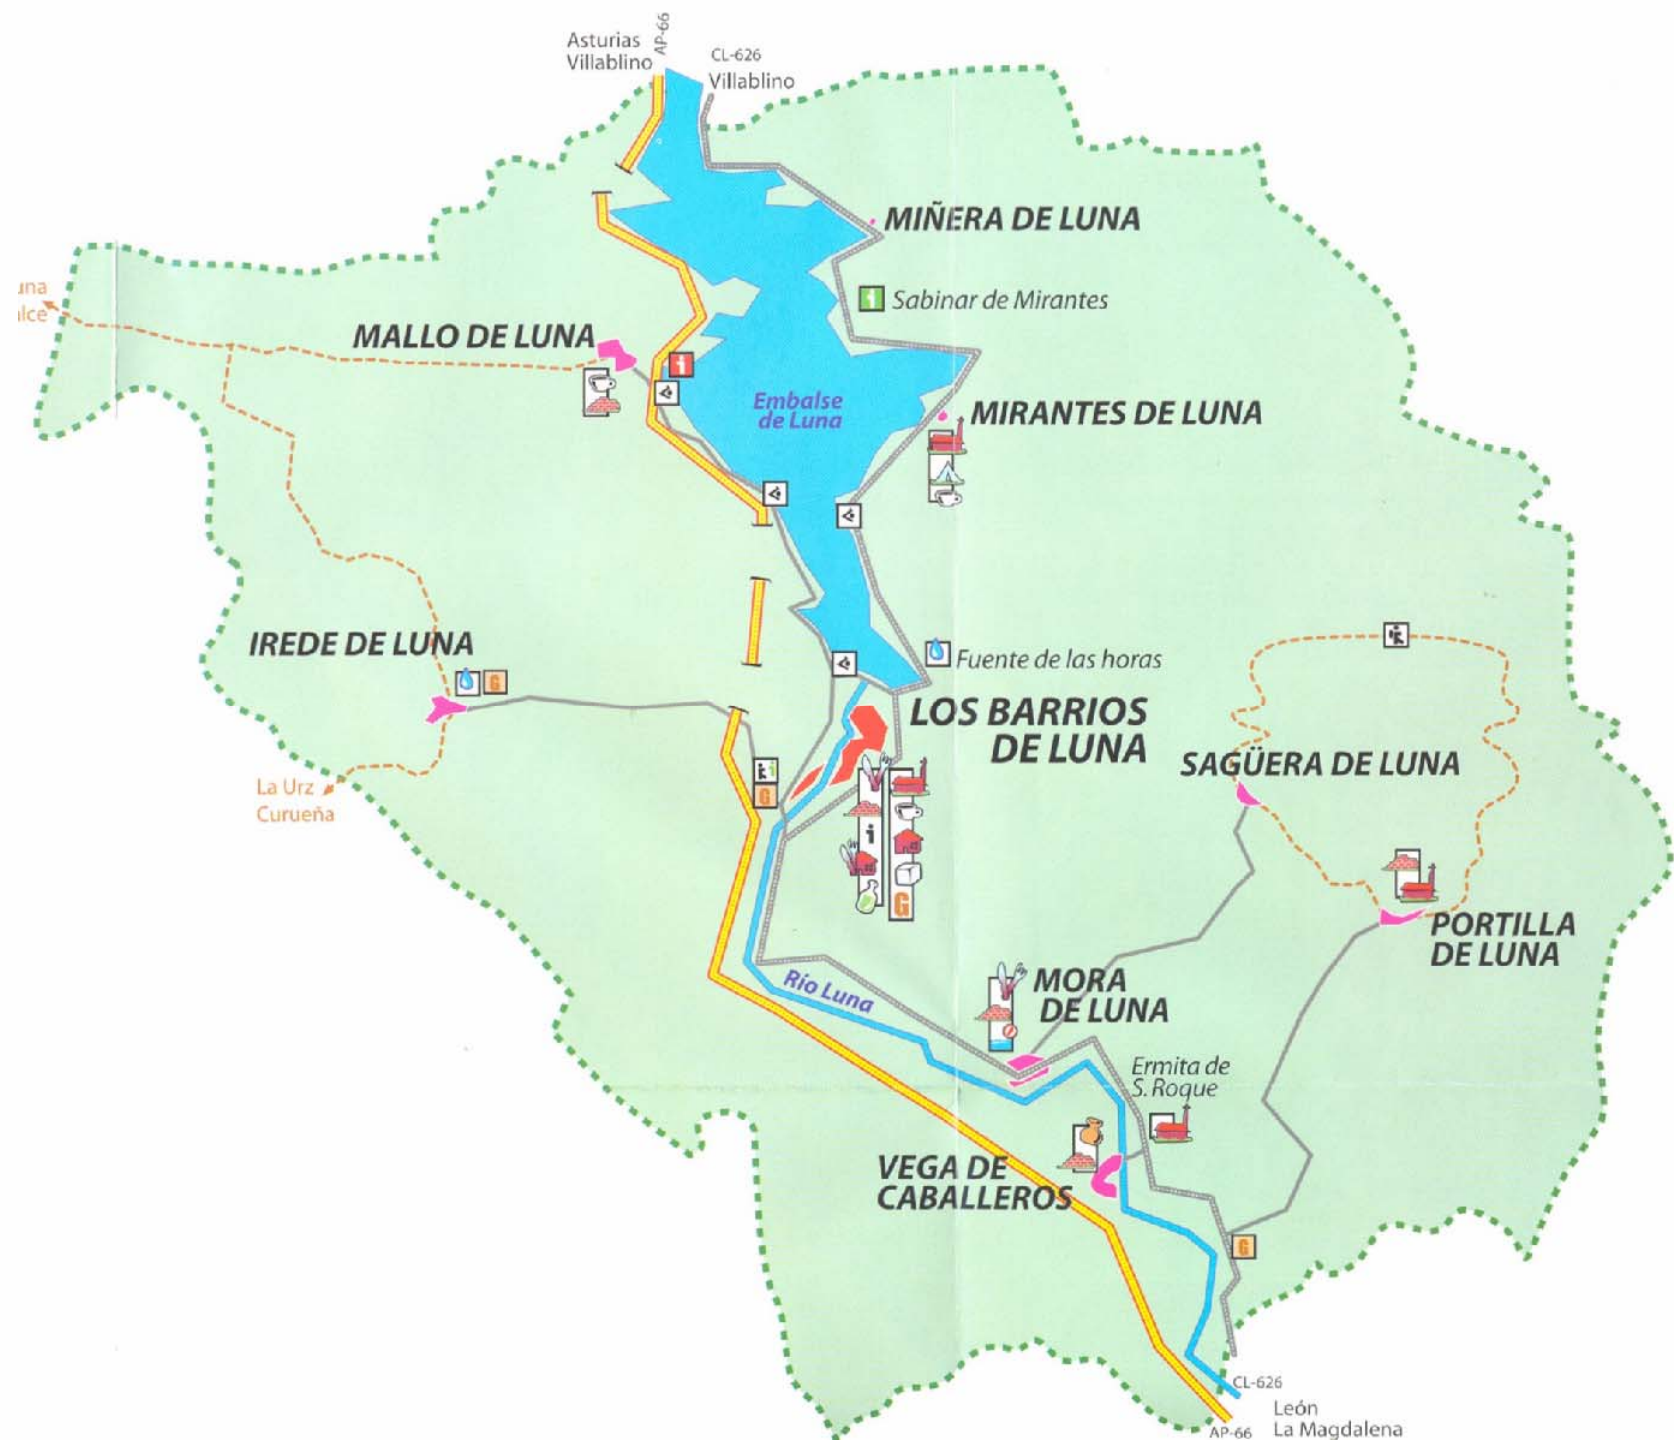 Asturias
Villablino
AP-66
CL-626
Villablino
MIÑERA DE LUNA
Sabinar de Mirantes
MALLO DE LUNA
Embalse
de Luna
MIRANTES DE LUNA
IREDE DE LUNA
G
Fuente de las horas
LOS BARRIOS
DE LUNA
SAGÜERA DE LUNA
La Urz
Curueña
G
i
G
PORTILLA
DE LUNA
Río Luna
MORA
DE LUNA
Ermita de
S. Roque
VEGA DE
CABALLEROS
G
CL-626
León
La Magdalena
AP-66